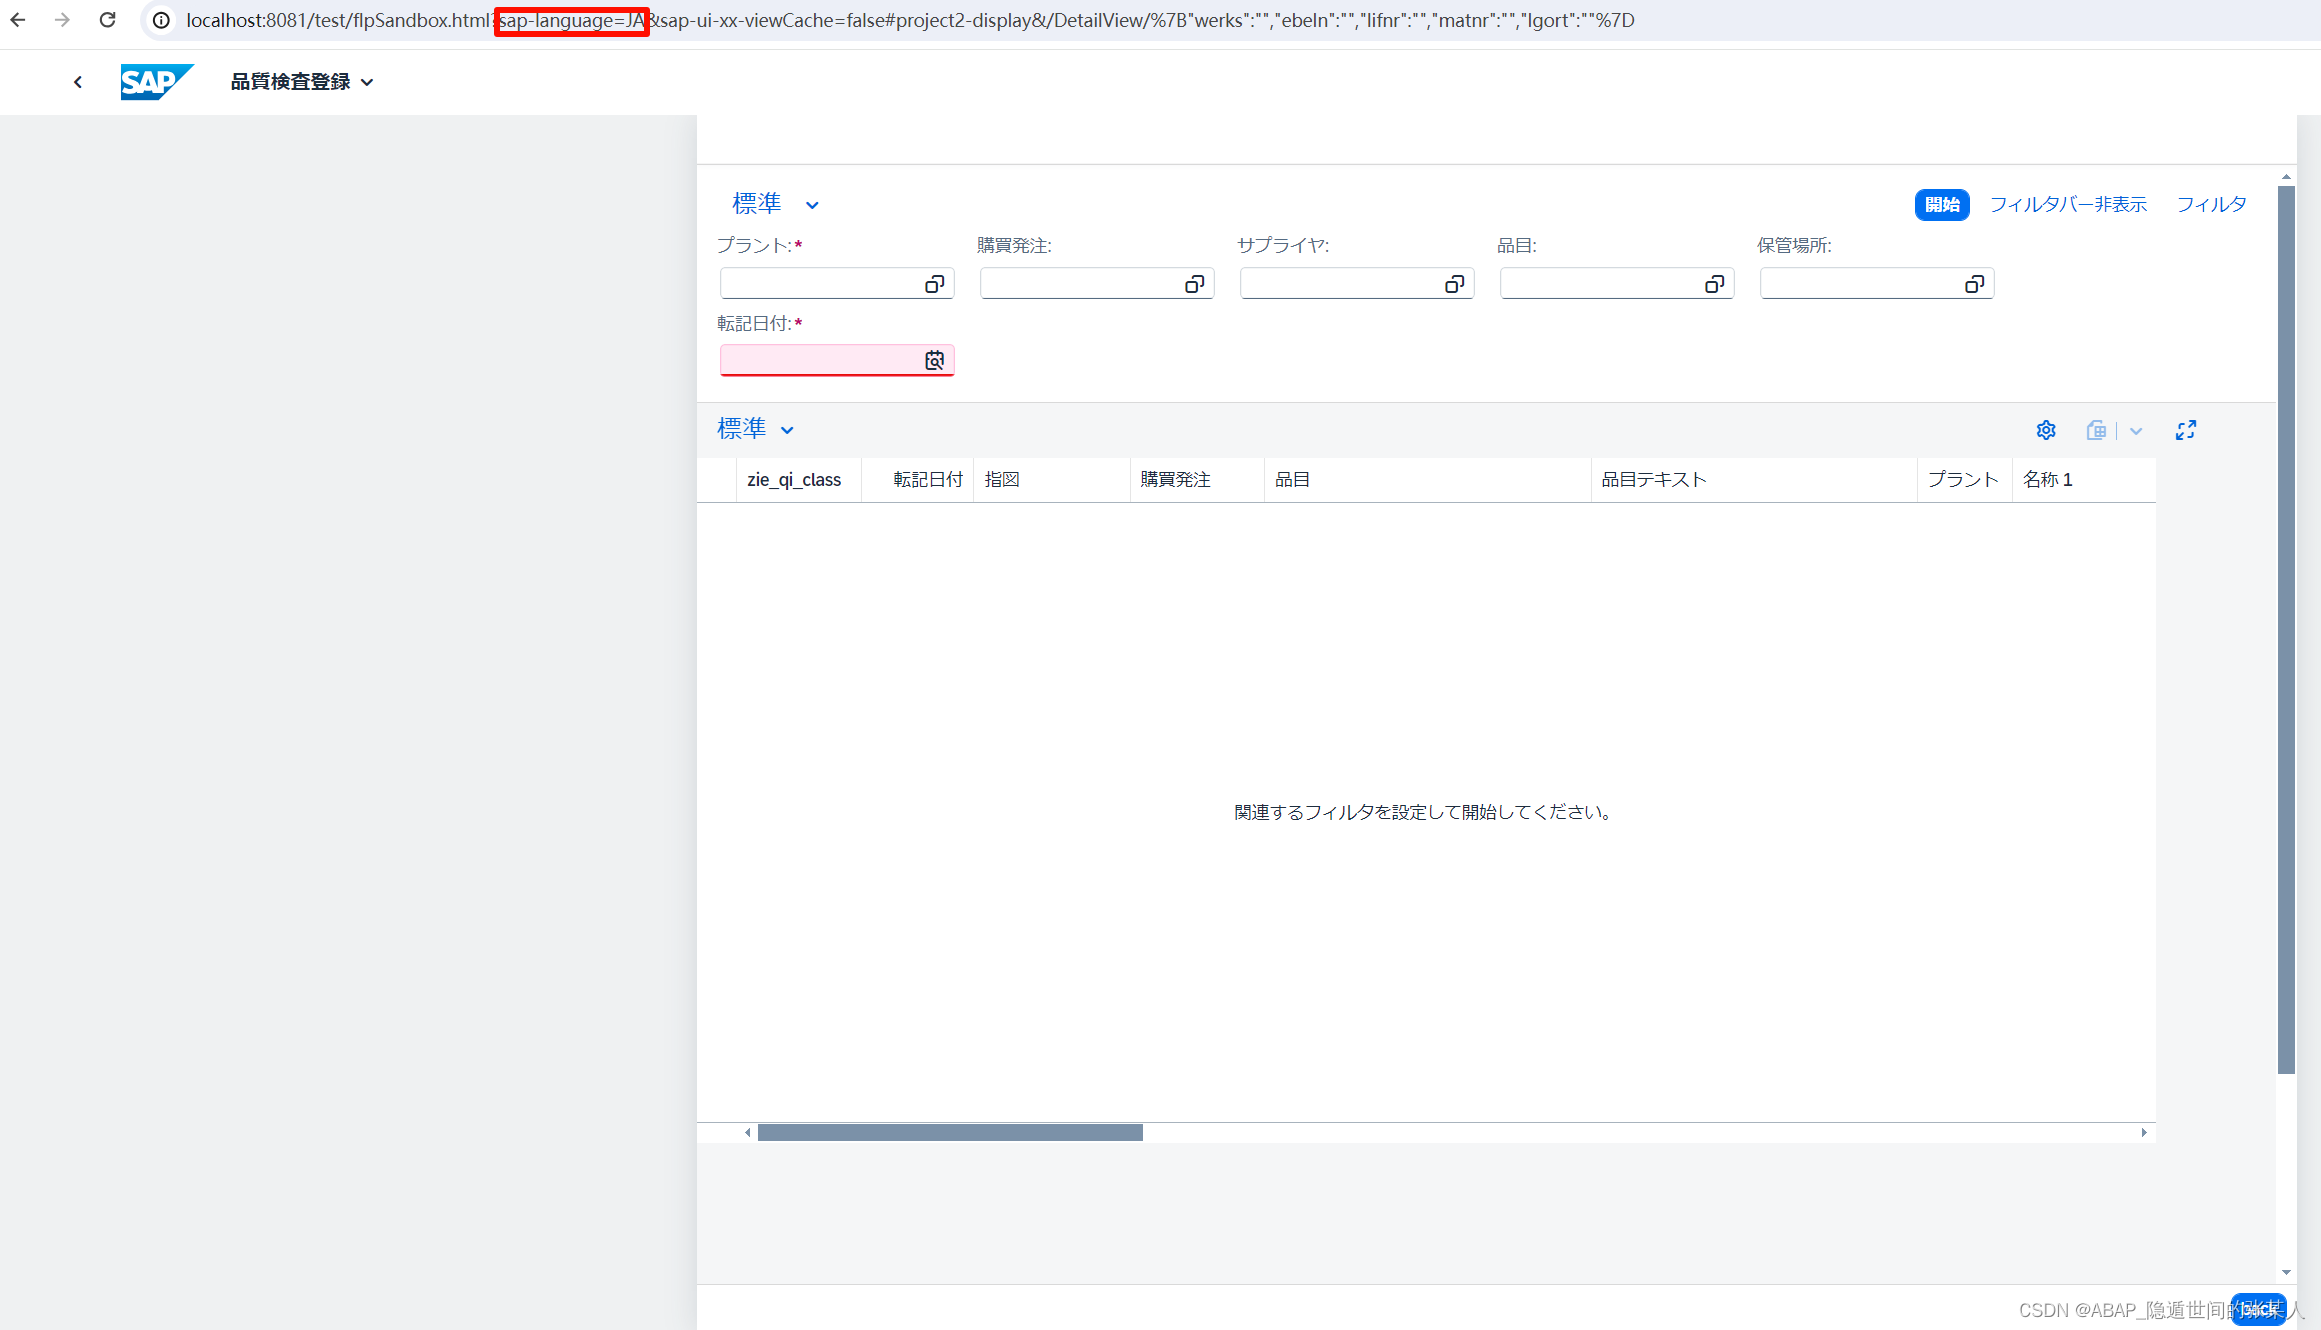 localhost:8081/test/flpSandbox.html?sap-language=JA&sap-ui-xx-viewCache=false#project2-display&/DetailView/%7B"werks":"","ebeln":"","lifnr":"","matnr":"","lgort":""%7D
SAP 品質検査登録
標準 開始 フィルタバー非表示 フィルタ
プラント:* 購買発注: サプライヤ: 品目: 保管場所:
転記日付:*
標準
zie_qi_class 転記日付 指図 購買発注 品目 品目テキスト プラント 名称 1
関連するフィルタを設定して開始してください。
CSDN @ABAP_隐遁世间的张某人